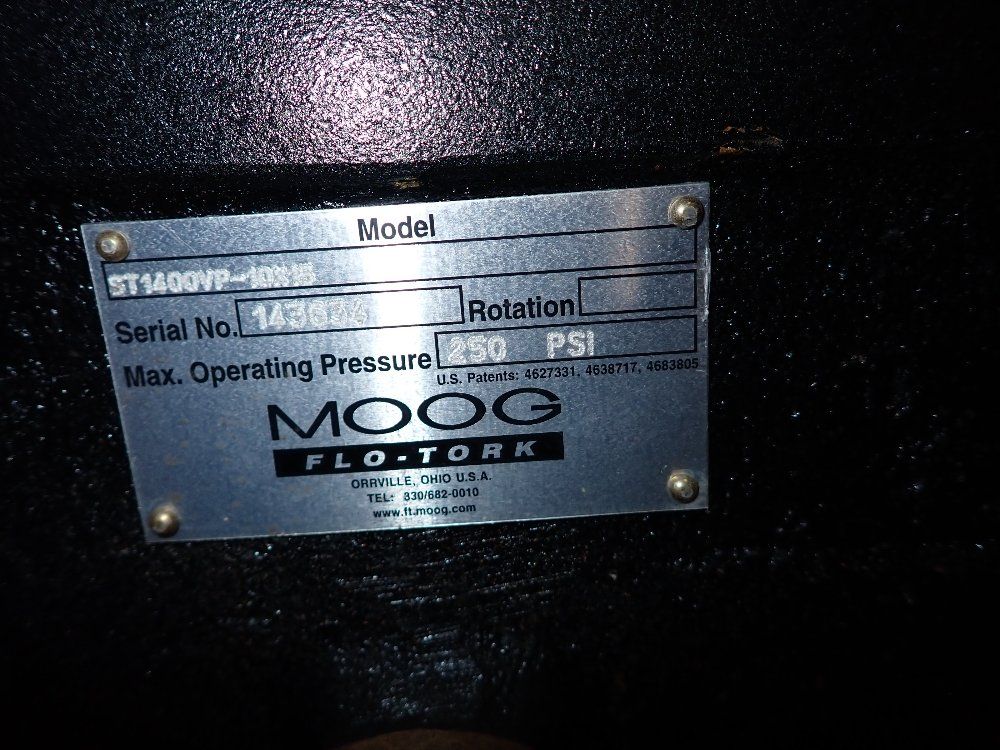 Model
Serial No. 143634
Rotation
Max. Operating Pressure 250 PSI
U.S. Patents: 4627331, 4638717, 4683805
MOOG
FLO-TORK
ORRVILLE, OHIO U.S.A.
TEL: 330/682-0010
www.ft.moog.com